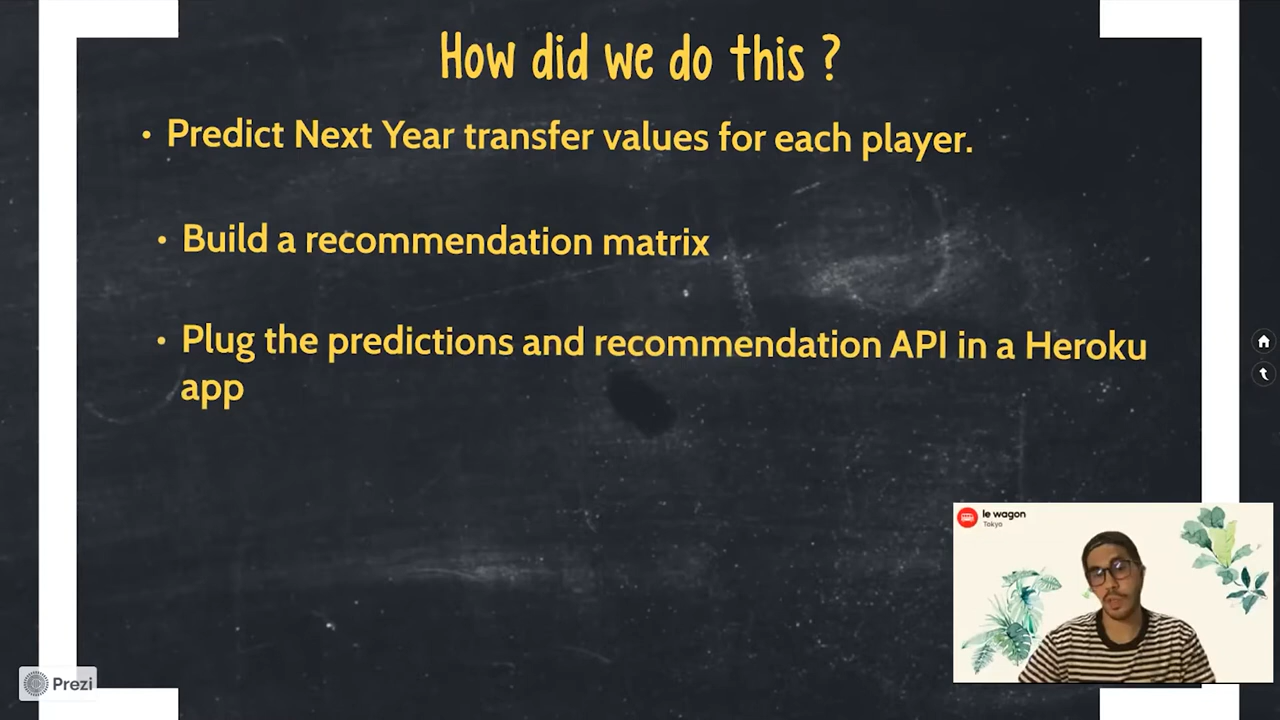 How did we do this ?
• Predict Next Year transfer values for each player.
• Build a recommendation matrix
• Plug the predictions and recommendation API in a Heroku
app
le wagon
Tokyo
Prezi